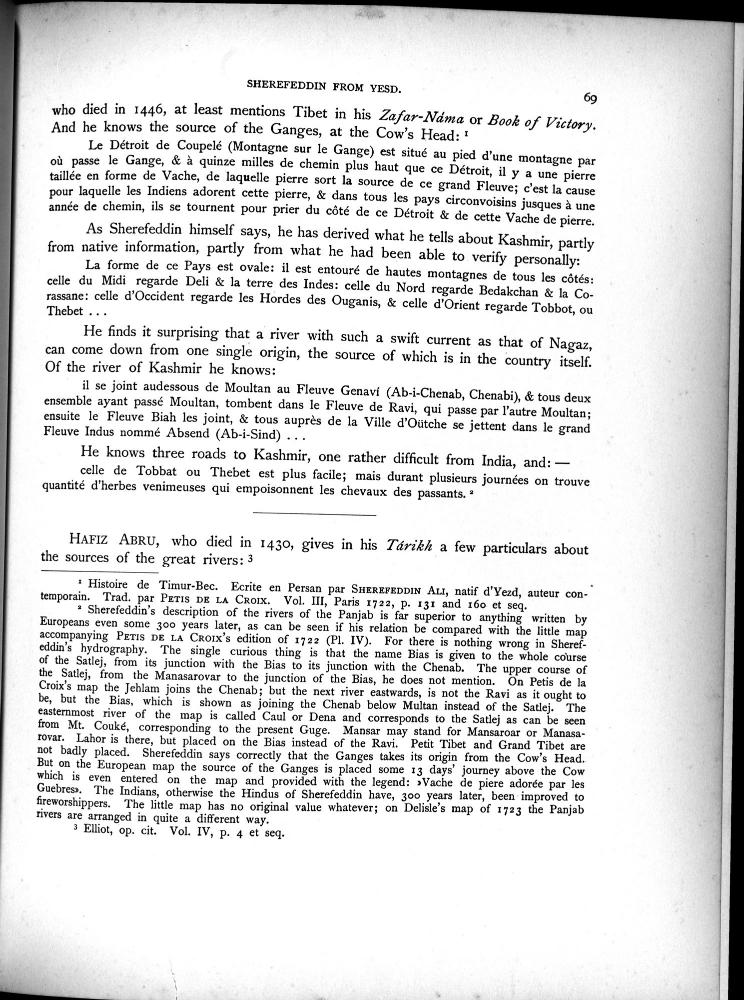 SHEREFEDDIN FROM YESD.
69
who died in 1446, at least mentions Tibet in his Zafar-Náma or Book of Victory.
And he knows the source of the Ganges, at the Cow's Head: ¹
Le Détroit de Coupelé (Montagne sur le Gange) est situé au pied d'une montagne par
où passe le Gange, & à quinze milles de chemin plus haut que ce Détroit, il y a une pierre
taillée en forme de Vache, de laquelle pierre sort la source de ce grand Fleuve; c'est la cause
pour laquelle les Indiens adorent cette pierre, & dans tous les pays circonvoisins jusques à une
année de chemin, ils se tournent pour prier du côté de ce Détroit & de cette Vache de pierre.
As Sherefeddin himself says, he has derived what he tells about Kashmir, partly
from native information, partly from what he had been able to verify personally:
La forme de ce Pays est ovale: il est entouré de hautes montagnes de tous les côtés:
celle du Midi regarde Deli & la terre des Indes: celle du Nord regarde Bedakchan & la Co-
rassane: celle d'Occident regarde les Hordes des Ouganis, & celle d'Orient regarde Tobbot, ou
Thebet . . .
He finds it surprising that a river with such a swift current as that of Nagaz,
can come down from one single origin, the source of which is in the country itself.
Of the river of Kashmir he knows:
il se joint audessous de Moultan au Fleuve Genaví (Ab-i-Chenab, Chenabi), & tous deux
ensemble ayant passé Moultan, tombent dans le Fleuve de Ravi, qui passe par l'autre Moultan;
ensuite le Fleuve Biah les joint, & tous auprès de la Ville d'Oütche se jettent dans le grand
Fleuve Indus nommé Absend (Ab-i-Sind) . . .
He knows three roads to Kashmir, one rather difficult from India, and: —
celle de Tobbat ou Thebet est plus facile; mais durant plusieurs journées on trouve
quantité d'herbes venimeuses qui empoisonnent les chevaux des passants. ²
HAFIZ ABRU, who died in 1430, gives in his Tárikh a few particulars about
the sources of the great rivers: ³
¹ Histoire de Timur-Bec. Ecrite en Persan par SHEREFEDDIN ALI, natif d'Yezd, auteur con-
temporain. Trad. par PETIS DE LA CROIX. Vol. III, Paris 1722, p. 131 and 160 et seq.
² Sherefeddin's description of the rivers of the Panjab is far superior to anything written by
Europeans even some 300 years later, as can be seen if his relation be compared with the little map
accompanying PETIS DE LA CROIX's edition of 1722 (Pl. IV). For there is nothing wrong in Sheref-
eddin's hydrography. The single curious thing is that the name Bias is given to the whole course
of the Satlej, from its junction with the Bias to its junction with the Chenab. The upper course of
the Satlej, from the Manasarovar to the junction of the Bias, he does not mention. On Petis de la
Croix's map the Jehlam joins the Chenab; but the next river eastwards, is not the Ravi as it ought to
be, but the Bias, which is shown as joining the Chenab below Multan instead of the Satlej. The
easternmost river of the map is called Caul or Dena and corresponds to the Satlej as can be seen
from Mt. Couké, corresponding to the present Guge. Mansar may stand for Mansaroar or Manasa-
rovar. Lahor is there, but placed on the Bias instead of the Ravi. Petit Tibet and Grand Tibet are
not badly placed. Sherefeddin says correctly that the Ganges takes its origin from the Cow's Head.
But on the European map the source of the Ganges is placed some 13 days' journey above the Cow
which is even entered on the map and provided with the legend: »Vache de piere adorée par les
Guebres». The Indians, otherwise the Hindus of Sherefeddin have, 300 years later, been improved to
fireworshippers. The little map has no original value whatever; on Delisle's map of 1723 the Panjab
rivers are arranged in quite a different way.
³ Elliot, op. cit. Vol. IV, p. 4 et seq.